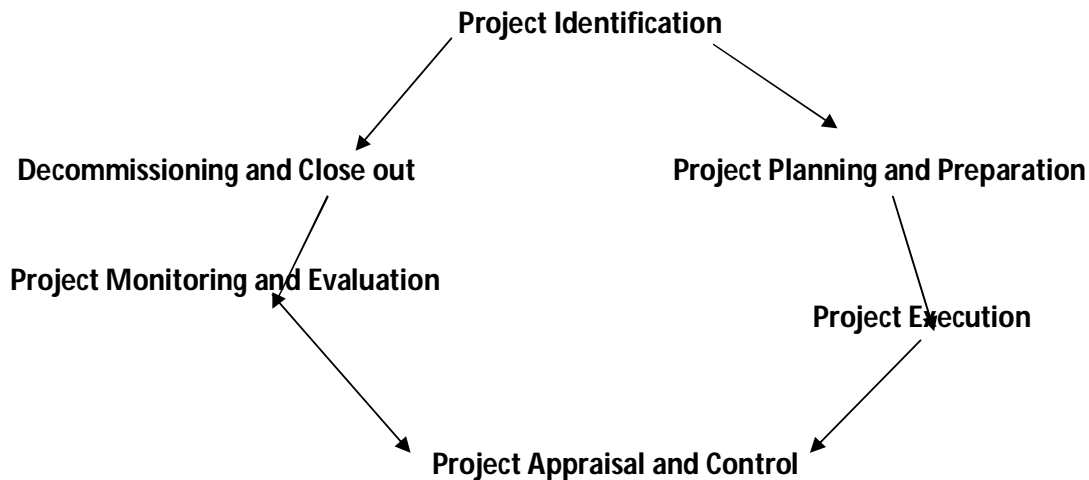 Project Identification
Decommissioning and Close out
Project Planning and Preparation
Project Monitoring and Evaluation
Project Execution
Project Appraisal and Control